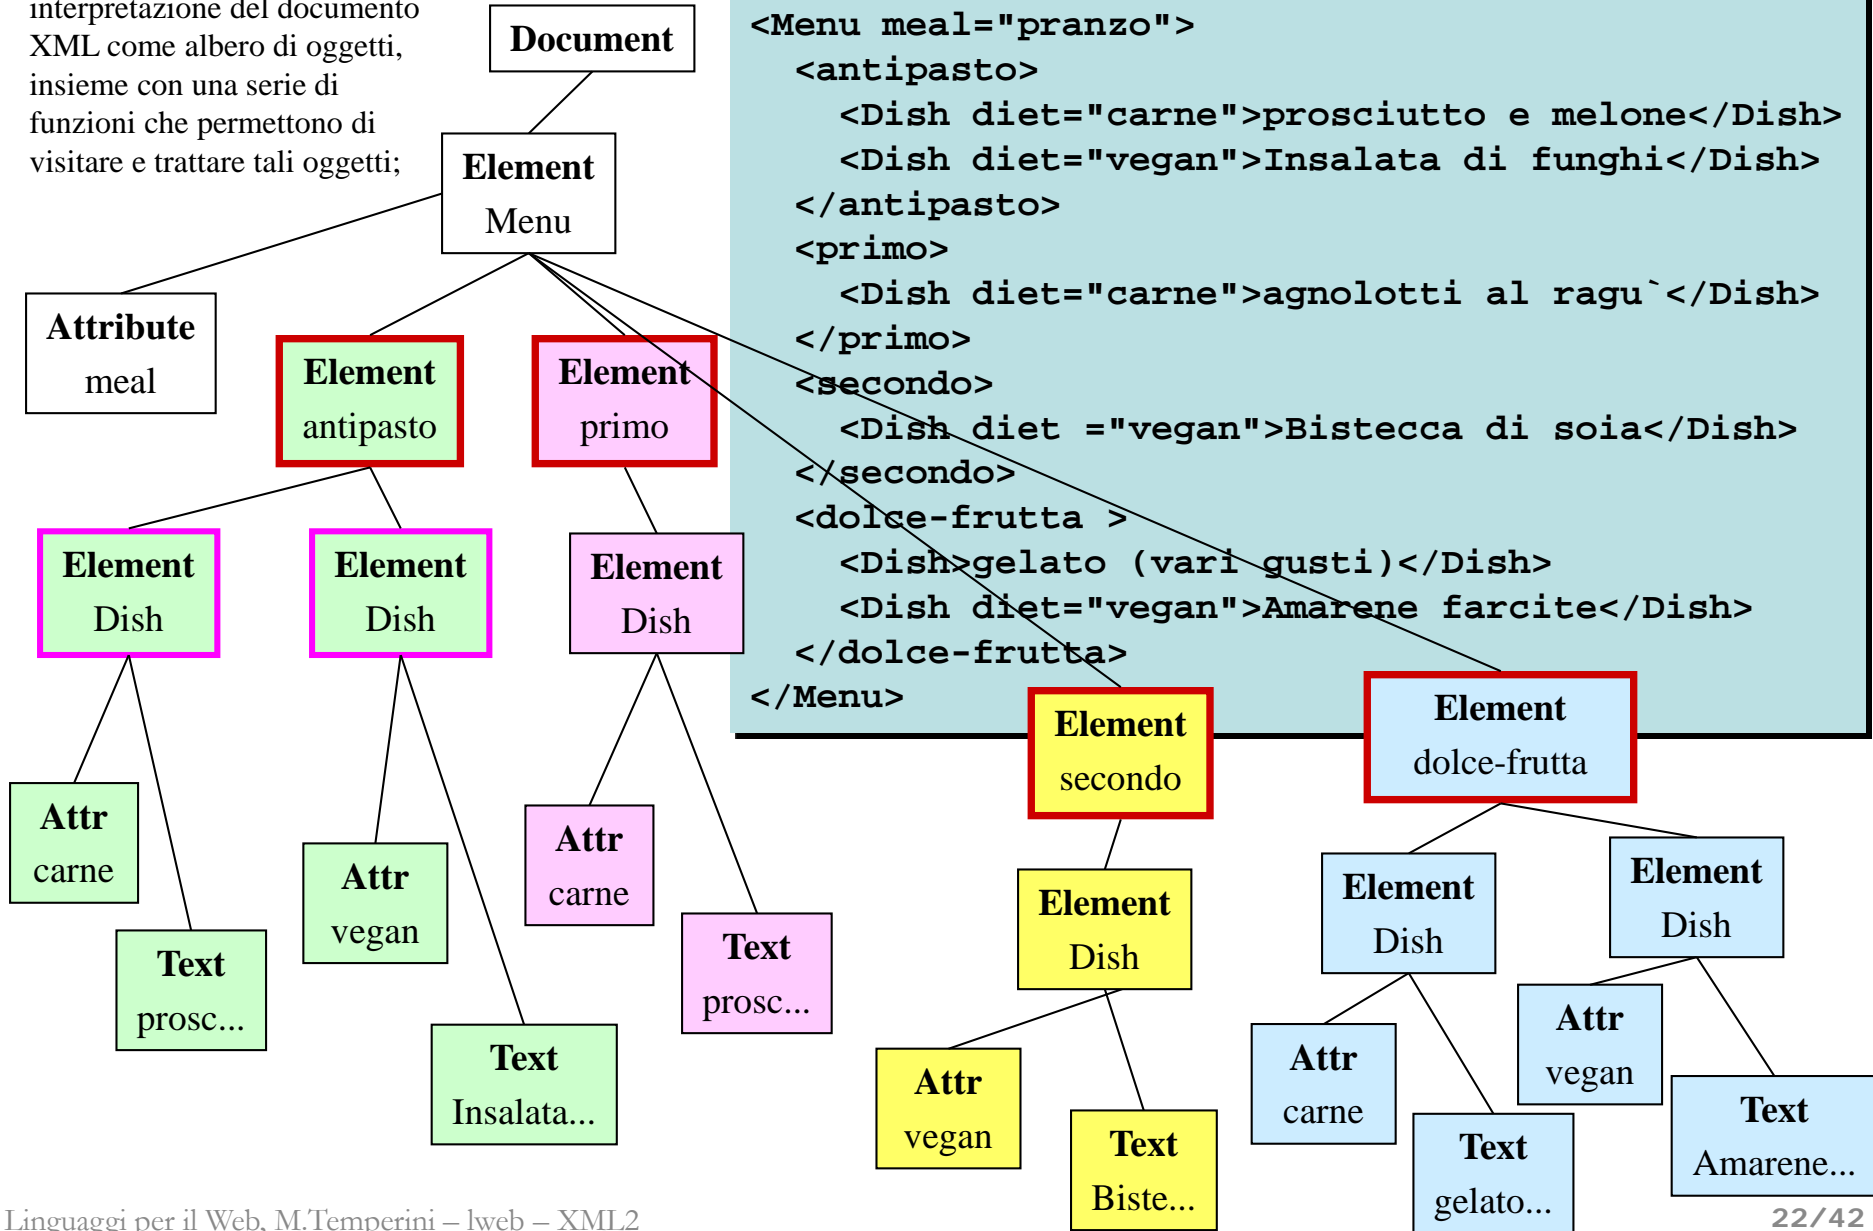 interpretazione del documento
XML come albero di oggetti,
insieme con una serie di
funzioni che permettono di
visitare e trattare tali oggetti;
Document
Element
Menu
Attribute
meal
Element
antipasto
Element
primo
Element
Dish
Element
Dish
Element
Dish
Attr
carne
Text
prosc...
Attr
vegan
Text
Insalata...
Attr
carne
Text
prosc...
<Menu meal="pranzo">
<antipasto>
<Dish diet="carne">prosciutto e melone</Dish>
<Dish diet="vegan">Insalata di funghi</Dish>
</antipasto>
<primo>
<Dish diet="carne">agnolotti al ragu`</Dish>
</primo>
<secondo>
<Dish diet ="vegan">Bistecca di soia</Dish>
</secondo>
<dolce-frutta >
<Dish>gelato (vari gusti)</Dish>
<Dish diet="vegan">Amarene farcite</Dish>
</dolce-frutta>
</Menu>
Element
secondo
Element
dolce-frutta
Element
Dish
Element
Dish
Element
Dish
Attr
vegan
Text
Biste...
Attr
carne
Text
gelato...
Attr
vegan
Text
Amarene...
Linguaggi per il Web, M.Temperini – lweb – XML2
22/42